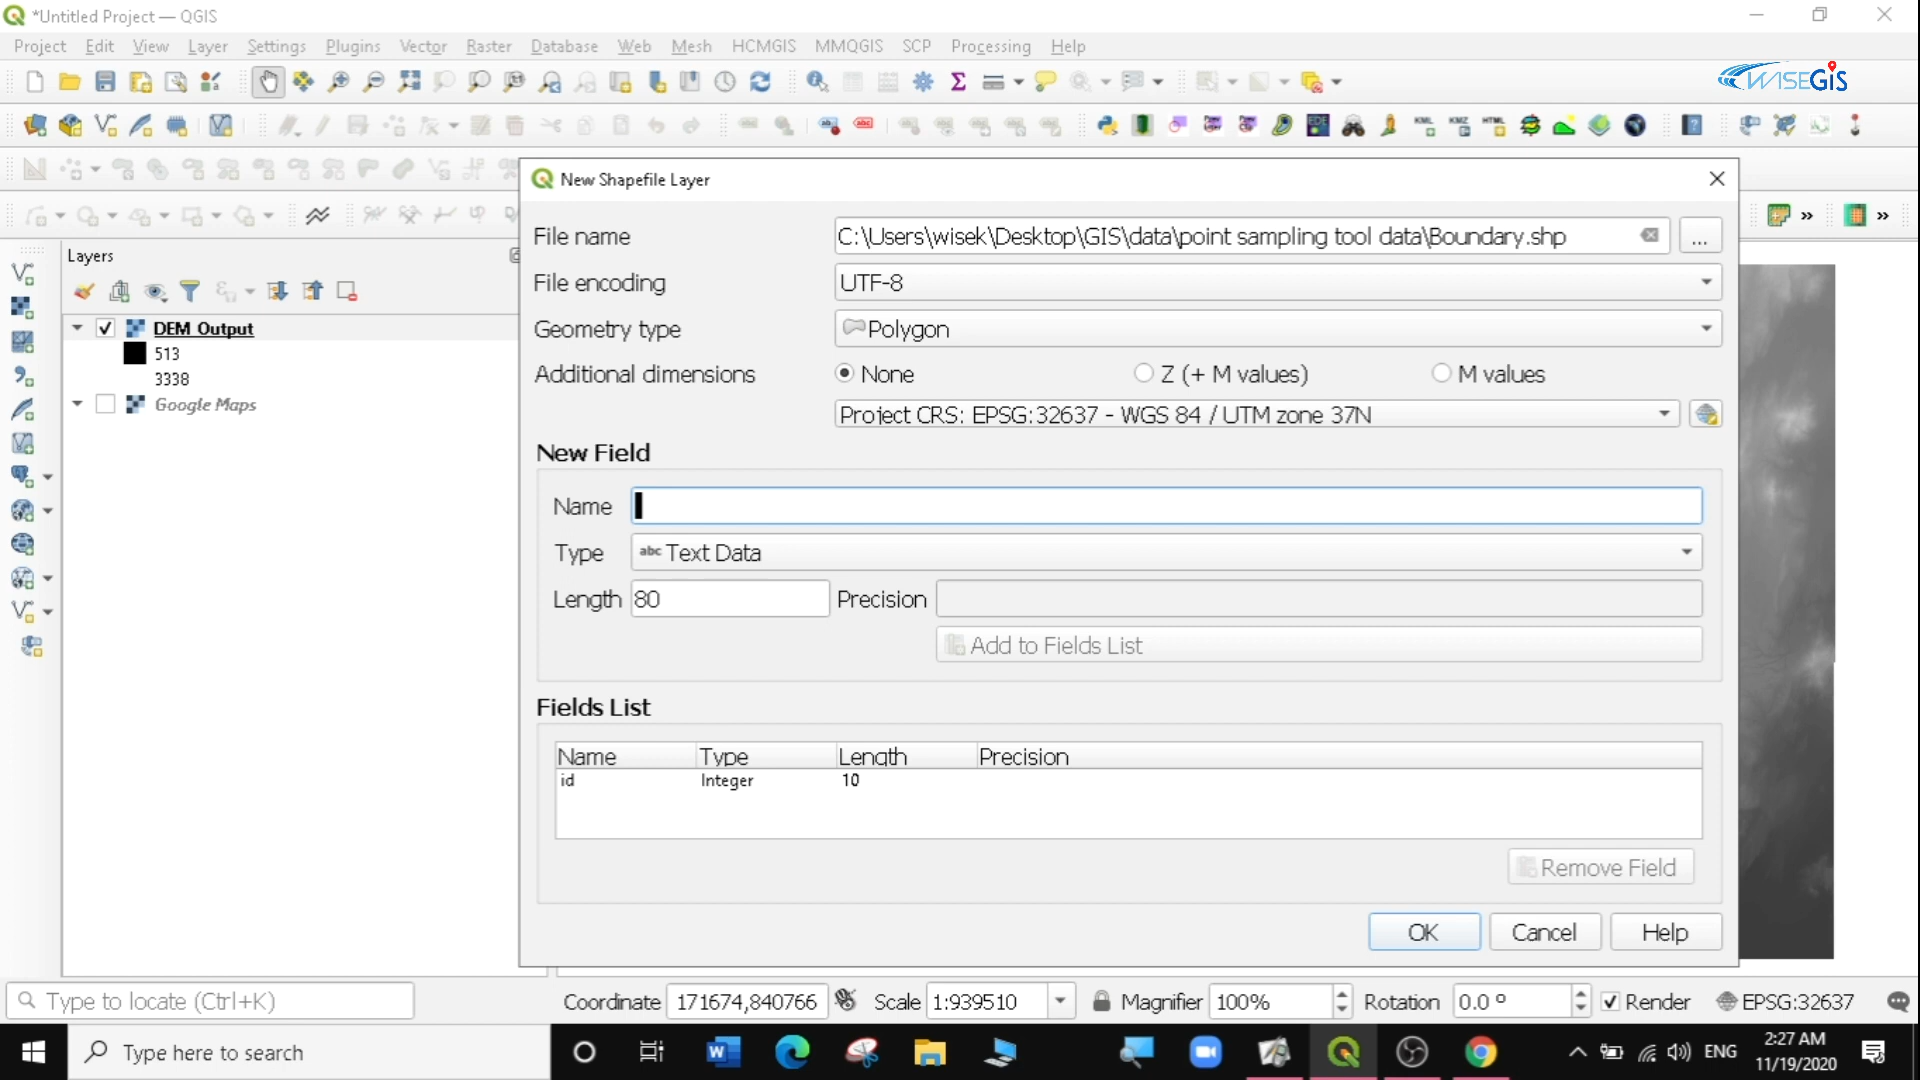 *Untitled Project — QGIS
Project Edit View Layer Settings Plugins Vector Raster Database Web Mesh HCMGIS MMQGIS SCP Processing Help
WISEGIS
New Shapefile Layer
Layers
DEM_Output
513
3338
Google Maps
File name C:\Users\wisek\Desktop\GIS\data\point sampling tool data\Boundary.shp ...
File encoding UTF-8
Geometry type Polygon
Additional dimensions None Z (+ M values) M values
Project CRS: EPSG:32637 - WGS 84 / UTM zone 37N
New Field
Name
Type abc Text Data
Length 80 Precision
Add to Fields List
Fields List
Name Type Length Precision
id Integer 10
Remove Field
OK Cancel Help
Type to locate (Ctrl+K) Coordinate 171674,840766 Scale 1:939510 Magnifier 100% Rotation 0.0 ° Render EPSG:32637
Type here to search ENG 2:27 AM
11/19/2020